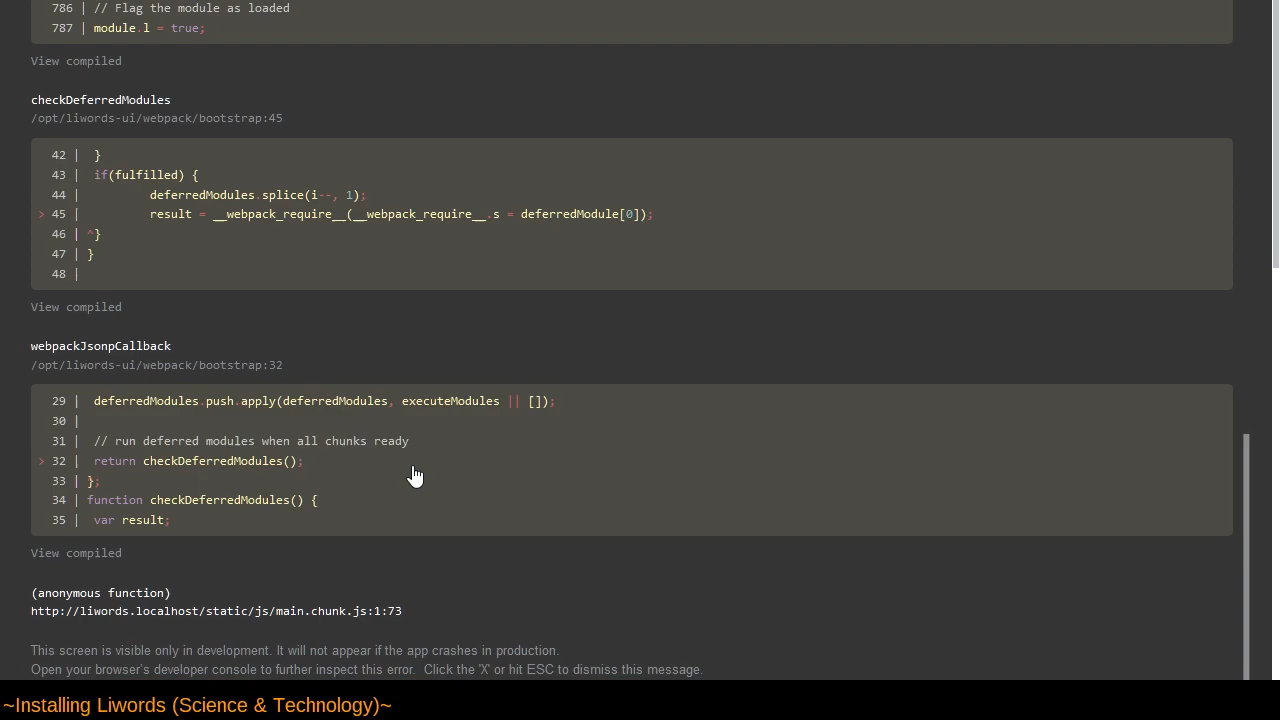 786 | // Flag the module as loaded
787 | module.l = true;
View compiled
checkDeferredModules
/opt/liwords-ui/webpack/bootstrap:45
42 | }
43 | if(fulfilled) {
44 | deferredModules.splice(i--, 1);
> 45 | result = __webpack_require__(__webpack_require__.s = deferredModule[0]);
46 | ^}
47 | }
48 |
View compiled
webpackJsonpCallback
/opt/liwords-ui/webpack/bootstrap:32
29 | deferredModules.push.apply(deferredModules, executeModules || []);
30 |
31 | // run deferred modules when all chunks ready
> 32 | return checkDeferredModules();
33 | };
34 | function checkDeferredModules() {
35 | var result;
View compiled
(anonymous function)
http://liwords.localhost/static/js/main.chunk.js:1:73
This screen is visible only in development. It will not appear if the app crashes in production.
Open your browser’s developer console to further inspect this error. Click the 'X' or hit ESC to dismiss this message.
~Installing Liwords (Science & Technology)~